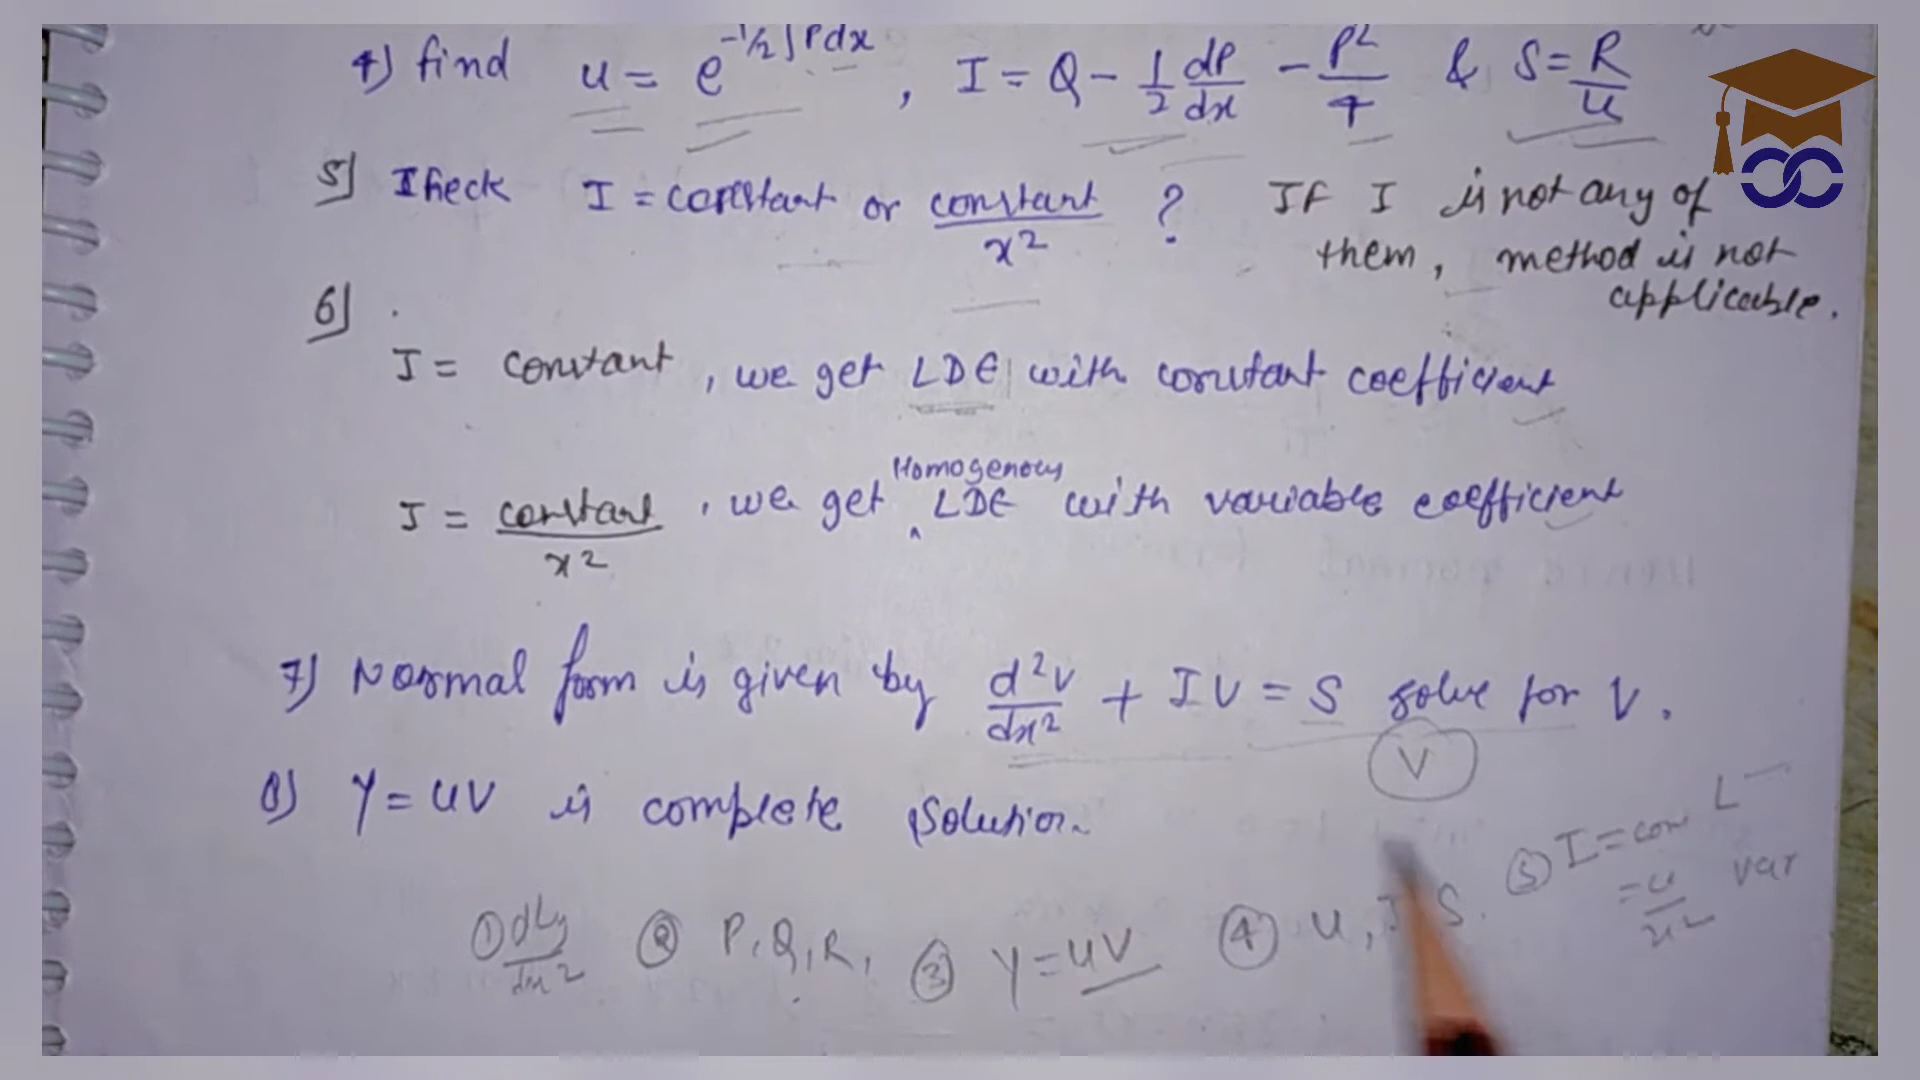 4) find u = e^{-1/2∫Pdx}, I = Q - 1/2 dP/dx - P²/4 & S = R/u
5) Check I = constant or constant/x² ? If I is not any of
them, method is not
applicable.
6) .
I = constant, we get LDE with constant coefficient
Homogenous
I = constant/x², we get ^ LDE with variable coefficient
7) Normal form is given by d²v/dx² + IV = S solve for V.
V
8) Y = UV is complete solution.
① d²y/dx² ② P, Q, R, ③ Y = UV ④ U, I S. ⑤ I = con L
= u/x² var